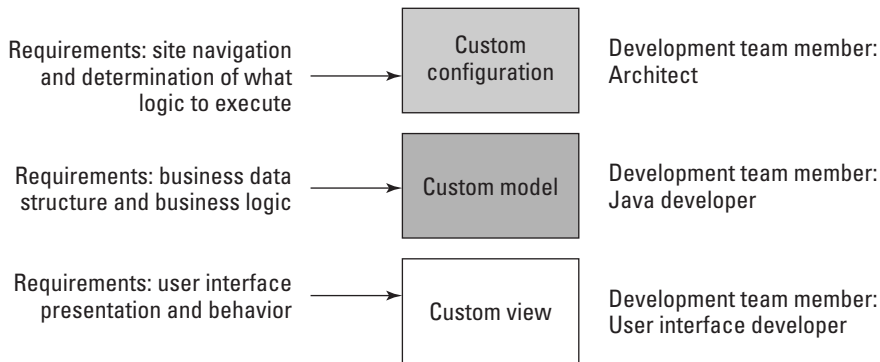 Requirements: site navigation
and determination of what
logic to execute
Custom
configuration
Development team member:
Architect
Requirements: business data
structure and business logic
Custom model
Development team member:
Java developer
Requirements: user interface
presentation and behavior
Custom view
Development team member:
User interface developer